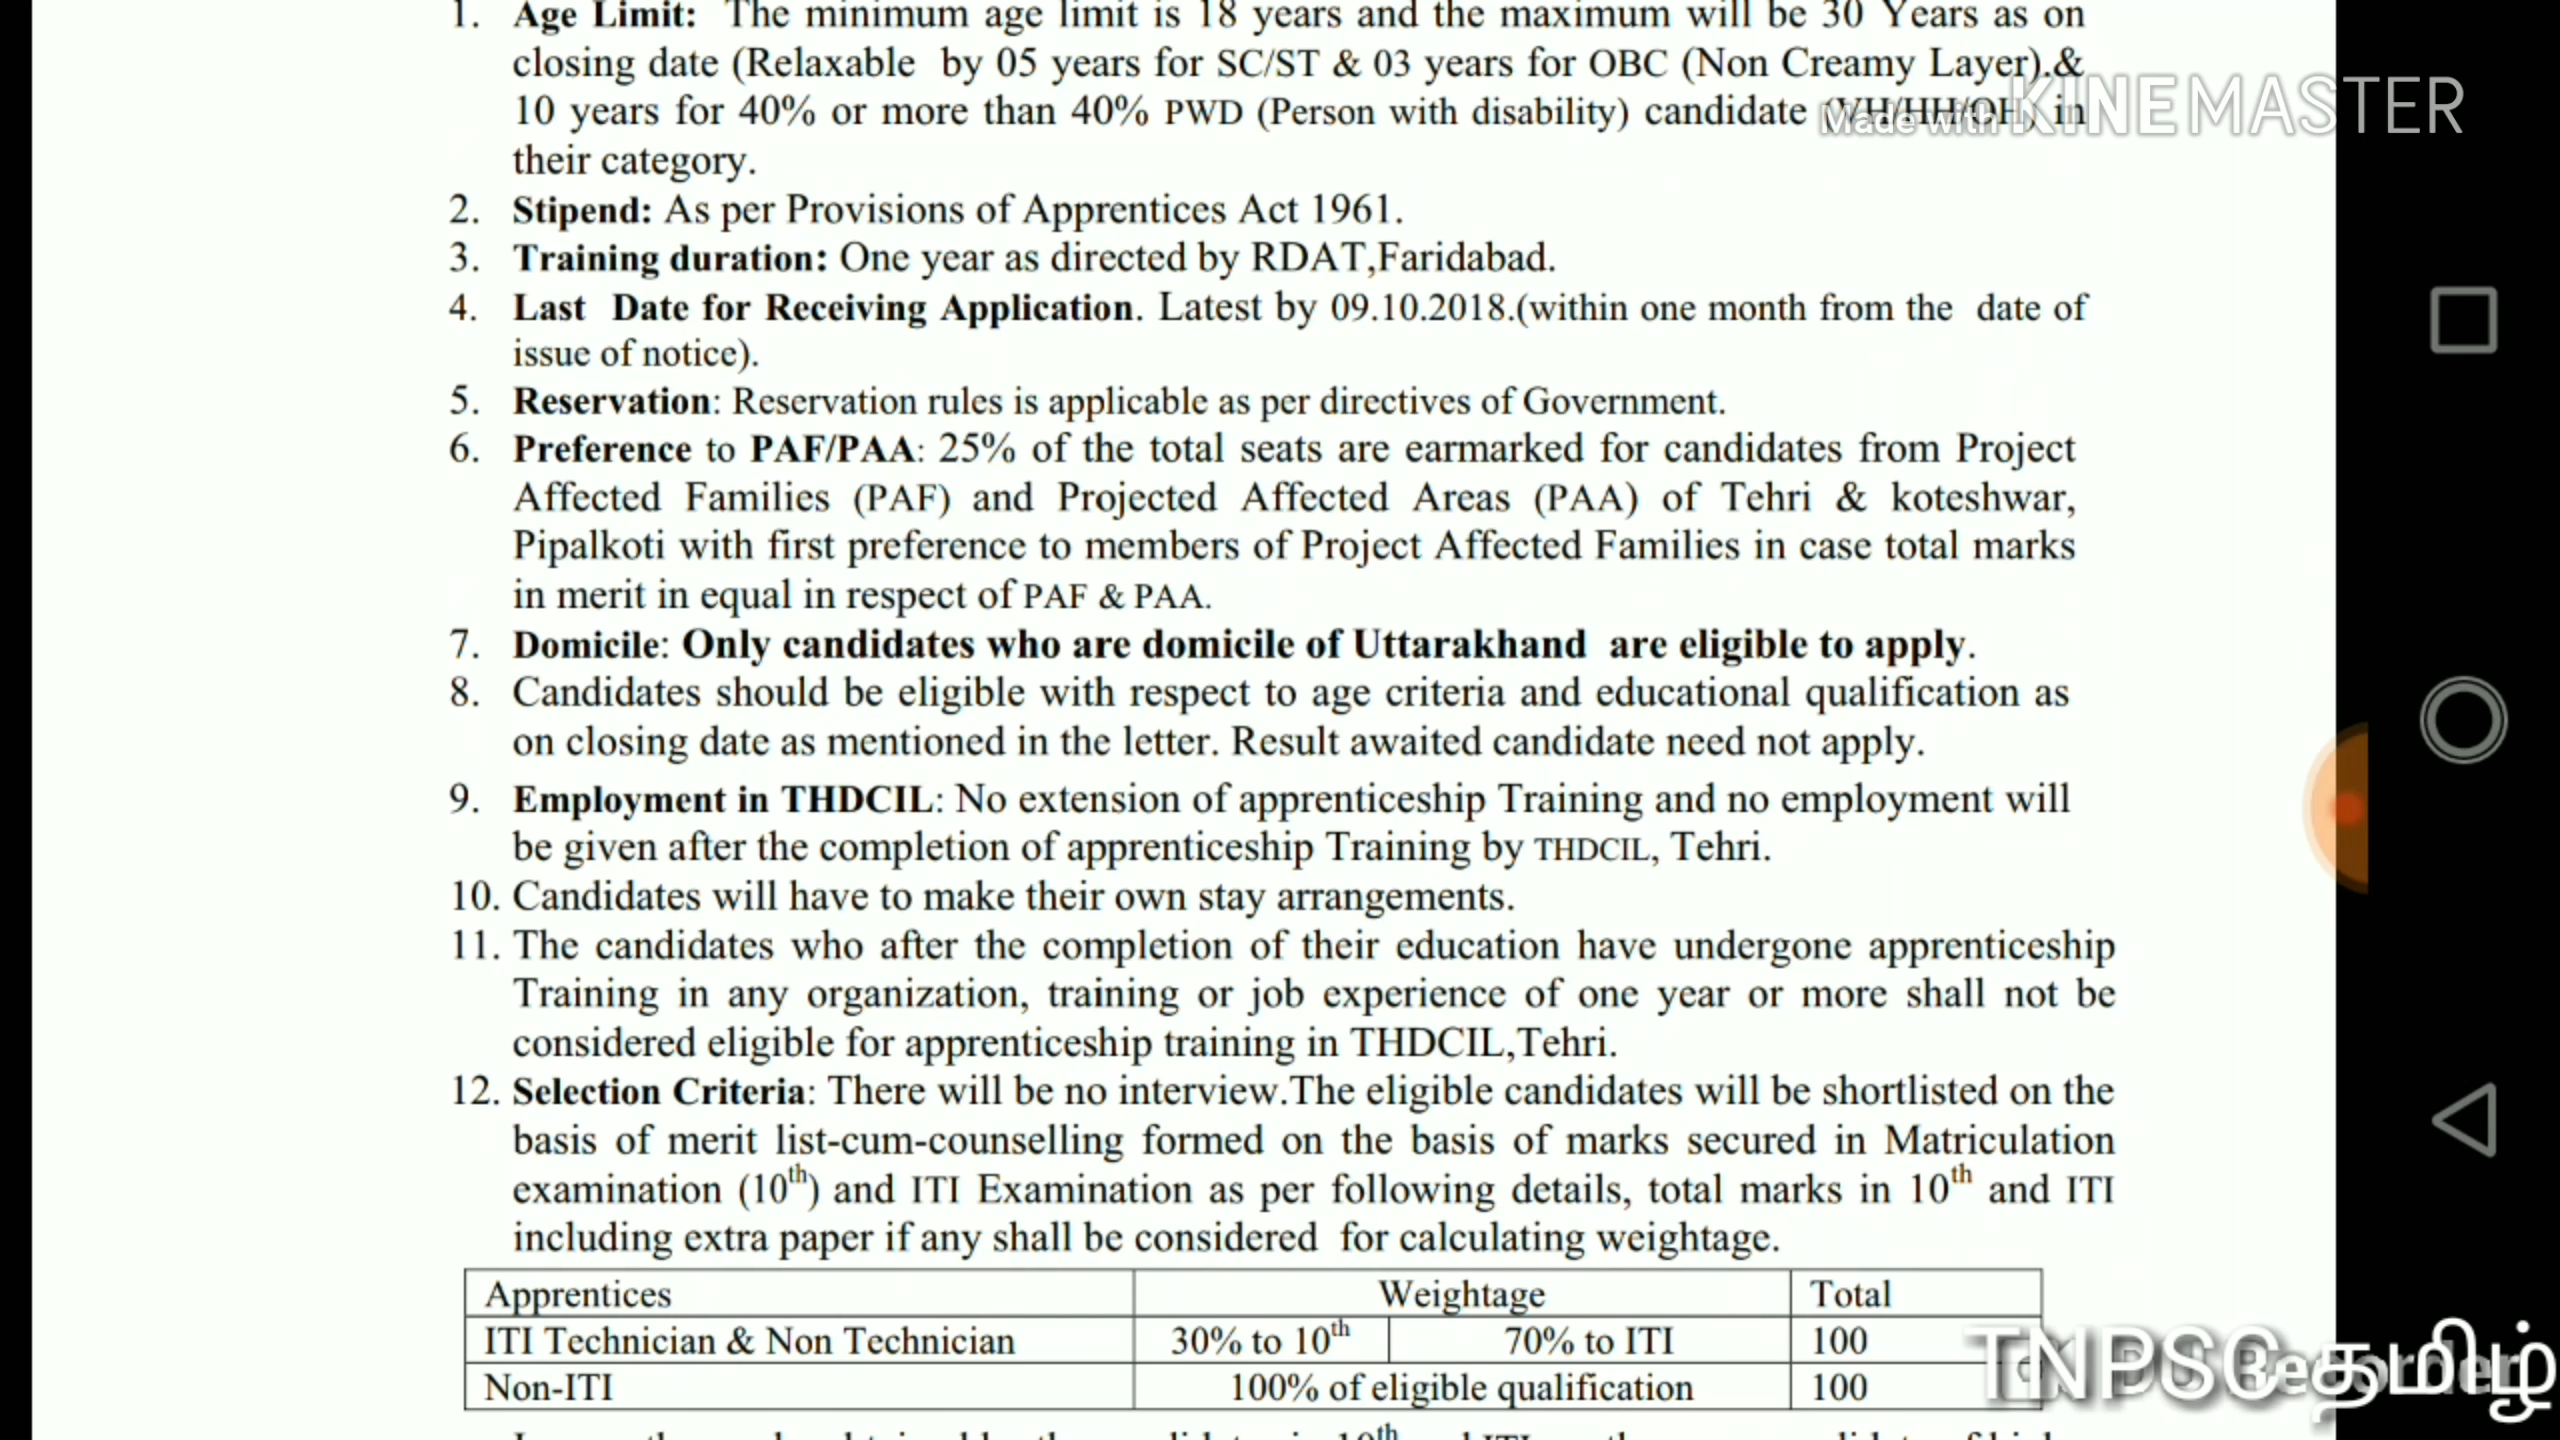 1. Age Limit: The minimum age limit is 18 years and the maximum will be 30 Years as on
closing date (Relaxable by 05 years for SC/ST & 03 years for OBC (Non Creamy Layer).&
10 years for 40% or more than 40% PWD (Person with disability) candidate (VH/HH/OH) in
Made with KINEMASTER
their category.
2. Stipend: As per Provisions of Apprentices Act 1961.
3. Training duration: One year as directed by RDAT,Faridabad.
4. Last Date for Receiving Application. Latest by 09.10.2018.(within one month from the date of
issue of notice).
5. Reservation: Reservation rules is applicable as per directives of Government.
6. Preference to PAF/PAA: 25% of the total seats are earmarked for candidates from Project
Affected Families (PAF) and Projected Affected Areas (PAA) of Tehri & koteshwar,
Pipalkoti with first preference to members of Project Affected Families in case total marks
in merit in equal in respect of PAF & PAA.
7. Domicile: Only candidates who are domicile of Uttarakhand are eligible to apply.
8. Candidates should be eligible with respect to age criteria and educational qualification as
on closing date as mentioned in the letter. Result awaited candidate need not apply.
9. Employment in THDCIL: No extension of apprenticeship Training and no employment will
be given after the completion of apprenticeship Training by THDCIL, Tehri.
10. Candidates will have to make their own stay arrangements.
11. The candidates who after the completion of their education have undergone apprenticeship
Training in any organization, training or job experience of one year or more shall not be
considered eligible for apprenticeship training in THDCIL,Tehri.
12. Selection Criteria: There will be no interview.The eligible candidates will be shortlisted on the
basis of merit list-cum-counselling formed on the basis of marks secured in Matriculation
examination (10th) and ITI Examination as per following details, total marks in 10th and ITI
including extra paper if any shall be considered for calculating weightage.
Apprentices Weightage Total
ITI Technician & Non Technician 30% to 10th 70% to ITI 100
Non-ITI 100% of eligible qualification 100
TNPSC தமிழ்